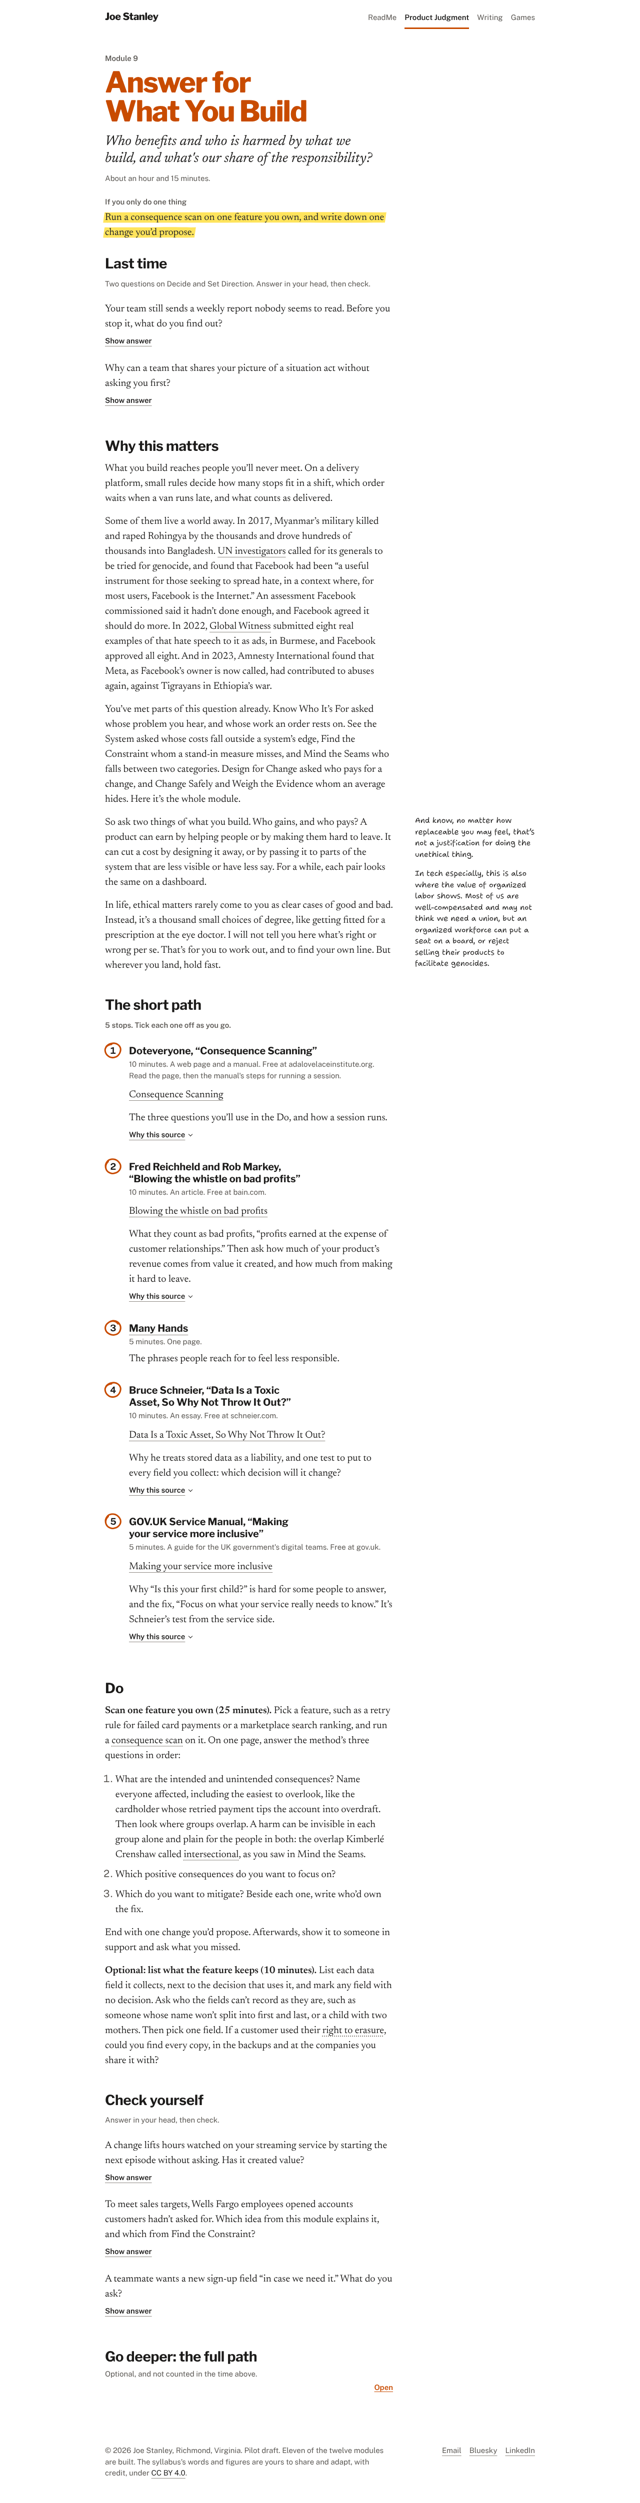 Joe Stanley
ReadMe Product Judgment Writing Games
Module 9
Answer for
What You Build
Who benefits and who is harmed by what we
build, and what's our share of the responsibility?
About an hour and 15 minutes.
If you only do one thing
Run a consequence scan on one feature you own, and write down one
change you'd propose.
Last time
Two questions on Decide and Set Direction. Answer in your head, then check.
Your team still sends a weekly report nobody seems to read. Before you
stop it, what do you find out?
Show answer
Why can a team that shares your picture of a situation act without
asking you first?
Show answer
Why this matters
What you build reaches people you'll never meet. On a delivery
platform, small rules decide how many stops fit in a shift, which order
waits when a van runs late, and what counts as delivered.
Some of them live a world away. In 2017, Myanmar's military killed
and raped Rohingya by the thousands and drove hundreds of
thousands into Bangladesh. UN investigators called for its generals to
be tried for genocide, and found that Facebook had been “a useful
instrument for those seeking to spread hate, in a context where, for
most users, Facebook is the Internet.” An assessment Facebook
commissioned said it hadn't done enough, and Facebook agreed it
should do more. In 2022, Global Witness submitted eight real
examples of that hate speech to it as ads, in Burmese, and Facebook
approved all eight. And in 2023, Amnesty International found that
Meta, as Facebook's owner is now called, had contributed to abuses
again, against Tigrayans in Ethiopia's war.
You've met parts of this question already. Know Who It's For asked
whose problem you hear, and whose work an order rests on. See the
System asked whose costs fall outside a system's edge, Find the
Constraint whom a stand-in measure misses, and Mind the Seams who
falls between two categories. Design for Change asked who pays for a
change, and Change Safely and Weigh the Evidence whom an average
hides. Here it's the whole module.
So ask two things of what you build. Who gains, and who pays? A
product can earn by helping people or by making them hard to leave. It
can cut a cost by designing it away, or by passing it to parts of the
system that are less visible or have less say. For a while, each pair looks
the same on a dashboard.
In life, ethical matters rarely come to you as clear cases of good and bad.
Instead, it's a thousand small choices of degree, like getting fitted for a
prescription at the eye doctor. I will not tell you here what's right or
wrong per se. That's for you to work out, and to find your own line. But
wherever you land, hold fast.
And know, no matter how
replaceable you may feel, that's
not a justification for doing the
unethical thing.
In tech especially, this is also
where the value of organized
labor shows. Most of us are
well-compensated and may not
think we need a union, but an
organized workforce can put a
seat on a board, or reject
selling their products to
facilitate genocides.
The short path
5 stops. Tick each one off as you go.
1
Doteveryone, “Consequence Scanning”
10 minutes. A web page and a manual. Free at adalovelaceinstitute.org.
Read the page, then the manual's steps for running a session.
Consequence Scanning
The three questions you'll use in the Do, and how a session runs.
Why this source
2
Fred Reichheld and Rob Markey,
“Blowing the whistle on bad profits”
10 minutes. An article. Free at bain.com.
Blowing the whistle on bad profits
What they count as bad profits, “profits earned at the expense of
customer relationships.” Then ask how much of your product's
revenue comes from value it created, and how much from making
it hard to leave.
Why this source
3
Many Hands
5 minutes. One page.
The phrases people reach for to feel less responsible.
4
Bruce Schneier, “Data Is a Toxic
Asset, So Why Not Throw It Out?”
10 minutes. An essay. Free at schneier.com.
Data Is a Toxic Asset, So Why Not Throw It Out?
Why he treats stored data as a liability, and one test to put to
every field you collect: which decision will it change?
Why this source
5
GOV.UK Service Manual, “Making
your service more inclusive”
5 minutes. A guide for the UK government's digital teams. Free at gov.uk.
Making your service more inclusive
Why “Is this your first child?” is hard for some people to answer,
and the fix, “Focus on what your service really needs to know.” It's
Schneier's test from the service side.
Why this source
Do
Scan one feature you own (25 minutes). Pick a feature, such as a retry
rule for failed card payments or a marketplace search ranking, and run
a consequence scan on it. On one page, answer the method's three
questions in order:
1. What are the intended and unintended consequences? Name
everyone affected, including the easiest to overlook, like the
cardholder whose retried payment tips the account into overdraft.
Then look where groups overlap. A harm can be invisible in each
group alone and plain for the people in both: the overlap Kimberlé
Crenshaw called intersectional, as you saw in Mind the Seams.
2. Which positive consequences do you want to focus on?
3. Which do you want to mitigate? Beside each one, write who'd own
the fix.
End with one change you'd propose. Afterwards, show it to someone in
support and ask what you missed.
Optional: list what the feature keeps (10 minutes). List each data
field it collects, next to the decision that uses it, and mark any field with
no decision. Ask who the fields can't record as they are, such as
someone whose name won't split into first and last, or a child with two
mothers. Then pick one field. If a customer used their right to erasure,
could you find every copy, in the backups and at the companies you
share it with?
Check yourself
Answer in your head, then check.
A change lifts hours watched on your streaming service by starting the
next episode without asking. Has it created value?
Show answer
To meet sales targets, Wells Fargo employees opened accounts
customers hadn't asked for. Which idea from this module explains it,
and which from Find the Constraint?
Show answer
A teammate wants a new sign-up field “in case we need it.” What do you
ask?
Show answer
Go deeper: the full path
Optional, and not counted in the time above.
Open
© 2026 Joe Stanley, Richmond, Virginia. Pilot draft. Eleven of the twelve modules
are built. The syllabus's words and figures are yours to share and adapt, with
credit, under CC BY 4.0.
Email Bluesky LinkedIn